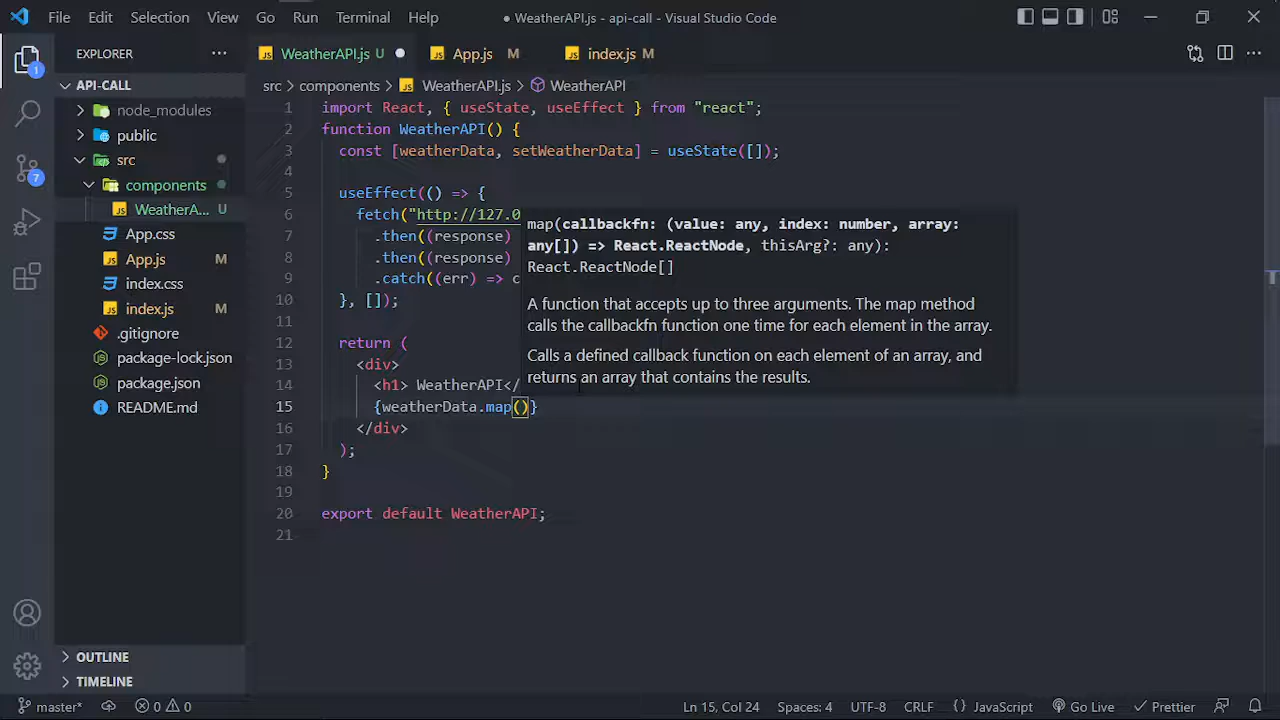 File Edit Selection View Go Run Terminal Help
● WeatherAPI.js - api-call - Visual Studio Code
EXPLORER
1
7
API-CALL
node_modules
public
src
components
WeatherA... U
App.css
App.js M
index.css
index.js M
.gitignore
package-lock.json
package.json
README.md
OUTLINE
TIMELINE
JS WeatherAPI.js U ●
JS App.js M
JS index.js M
src > components > JS WeatherAPI.js > WeatherAPI
1 import React, { useState, useEffect } from "react";
2 function WeatherAPI() {
3 const [weatherData, setWeatherData] = useState([]);
4
5 useEffect(() => {
6 fetch("http://127.0
7 .then((response)
8 .then((response)
9 .catch((err) => c
10 }, []);
11
12 return (
13 <div>
14 <h1> WeatherAPI</
15 {weatherData.map()}
16 </div>
17 );
18 }
19
20 export default WeatherAPI;
21
map(callbackfn: (value: any, index: number, array:
any[]) => React.ReactNode, thisArg?: any):
React.ReactNode[]
A function that accepts up to three arguments. The map method
calls the callbackfn function one time for each element in the array.
Calls a defined callback function on each element of an array, and
returns an array that contains the results.
master* 0 0 Ln 15, Col 24 Spaces: 4 UTF-8 CRLF {} JavaScript Go Live Prettier